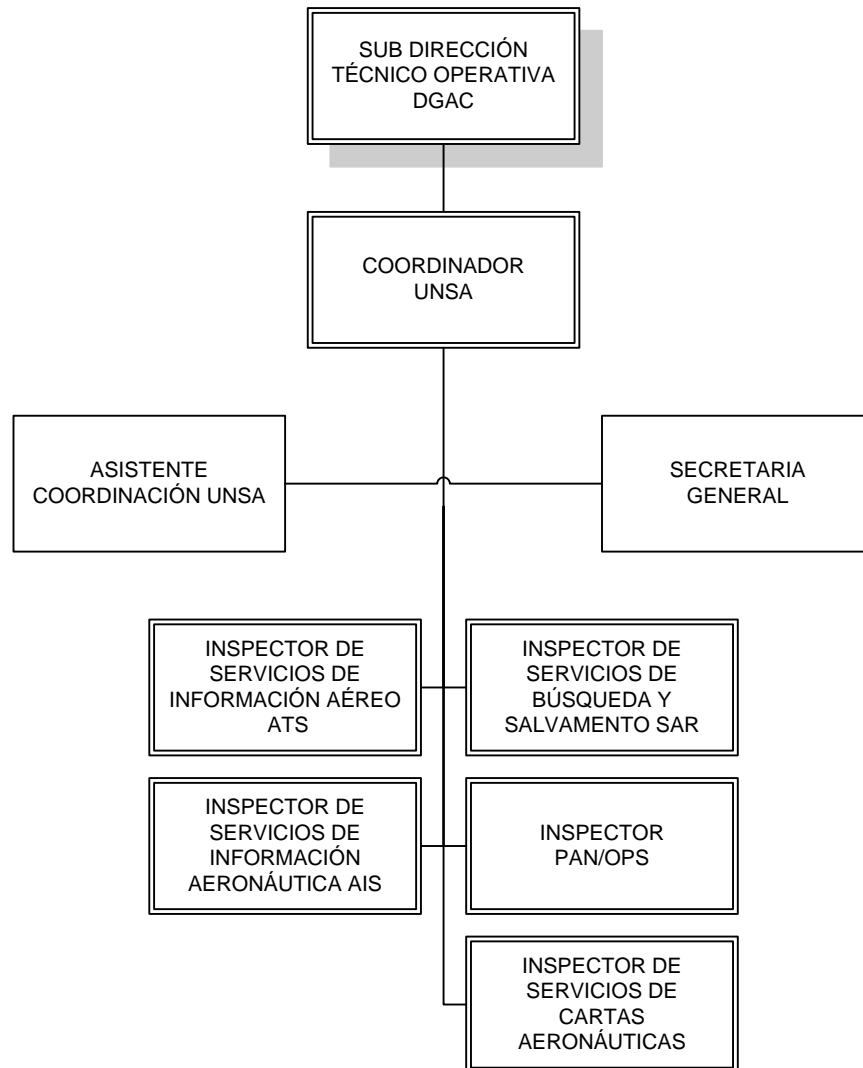 SUB DIRECCIÓN
TÉCNICO OPERATIVA
DGAC
COORDINADOR
UNSA
ASISTENTE
COORDINACIÓN UNSA
SECRETARIA
GENERAL
INSPECTOR DE
SERVICIOS DE
INFORMACIÓN AÉREO
ATS
INSPECTOR DE
SERVICIOS DE
BÚSQUEDA Y
SALVAMENTO SAR
INSPECTOR DE
SERVICIOS DE
INFORMACIÓN
AERONÁUTICA AIS
INSPECTOR
PAN/OPS
INSPECTOR DE
SERVICIOS DE
CARTAS
AERONÁUTICAS